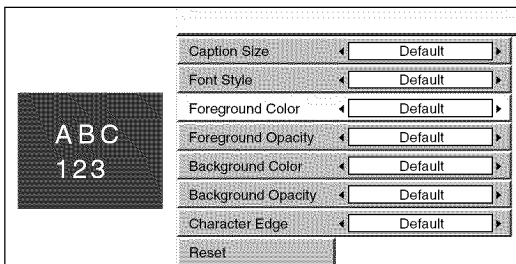 Caption Size Default
Font Style Default
Foreground Color Default
ABC
Foreground Opacity Default
123
Background Color Default
Background Opacity Default
Character Edge Default
Reset